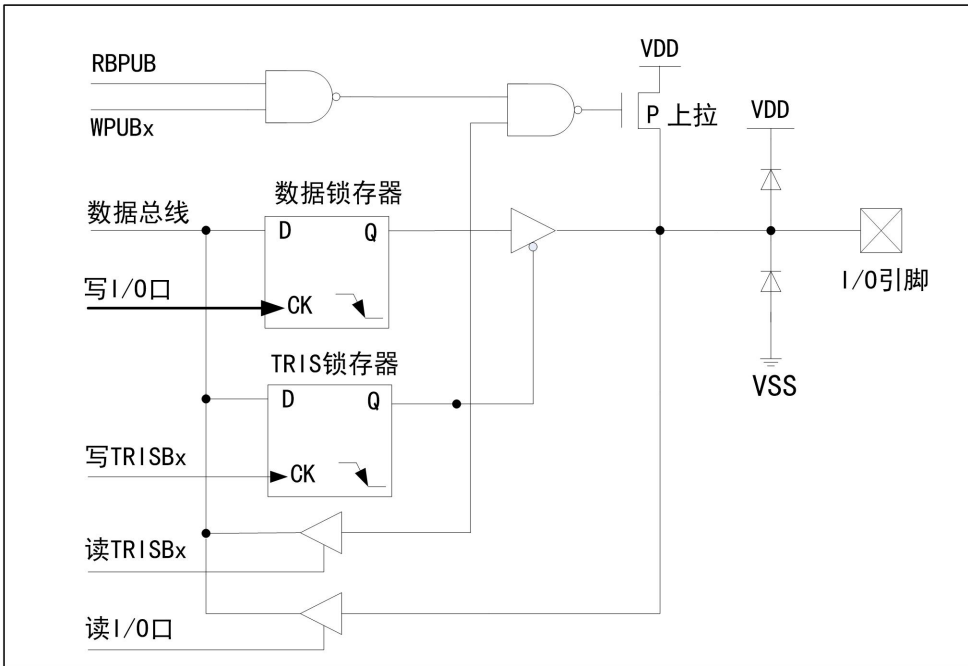 RBPUB
VDD
WPUBx
P 上拉
VDD
数据锁存器
数据总线
D
Q
写I/O口
CK
I/O引脚
TRIS锁存器
D
Q
VSS
写TRISBx
CK
读TRISBx
读I/O口